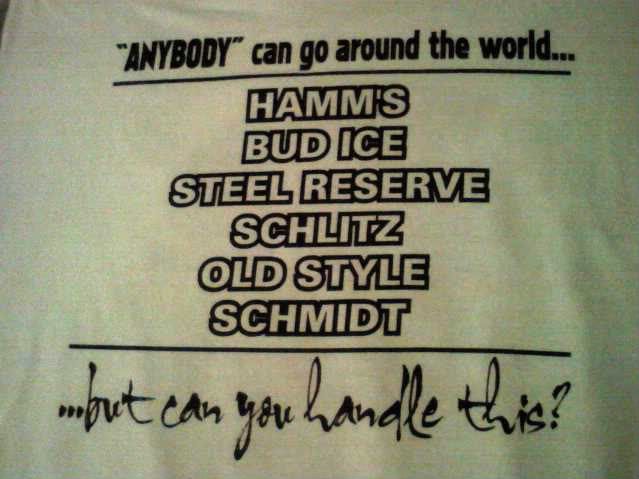 "ANYBODY" can go around the world...
HAMM'S
BUD ICE
STEEL RESERVE
SCHLITZ
OLD STYLE
SCHMIDT
...but can you handle this?